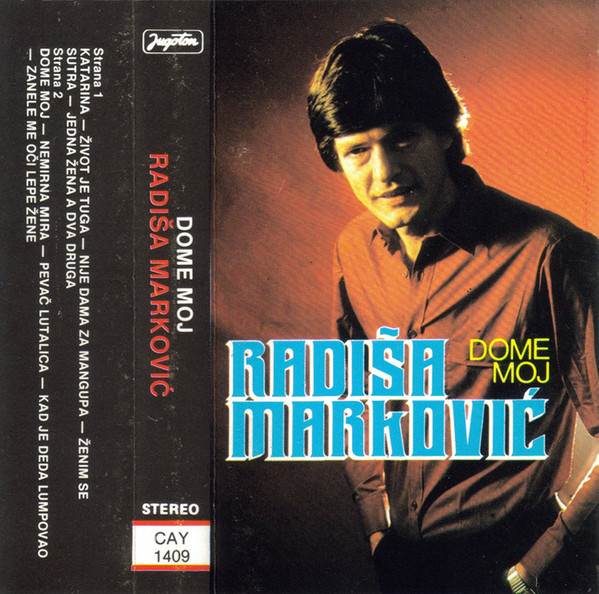 Strana 1
KATARINA — ŽIVOT JE TUGA — NIJE DAMA ZA MANGUPA — ŽENIM SE
SUTRA — JEDNA ŽENA A DVA DRUGA
Strana 2
DOME MOJ — NEMIRNA MIRA — PEVAČ LUTALICA — KAD JE DEDA LUMPOVAO
— ZANELE ME OČI LEPE ŽENE
Jugoton
DOME MOJ
RADIŠA MARKOVIĆ
STEREO
CAY
1409
DOME
MOJ
RADIŠA
MARKOVIĆ